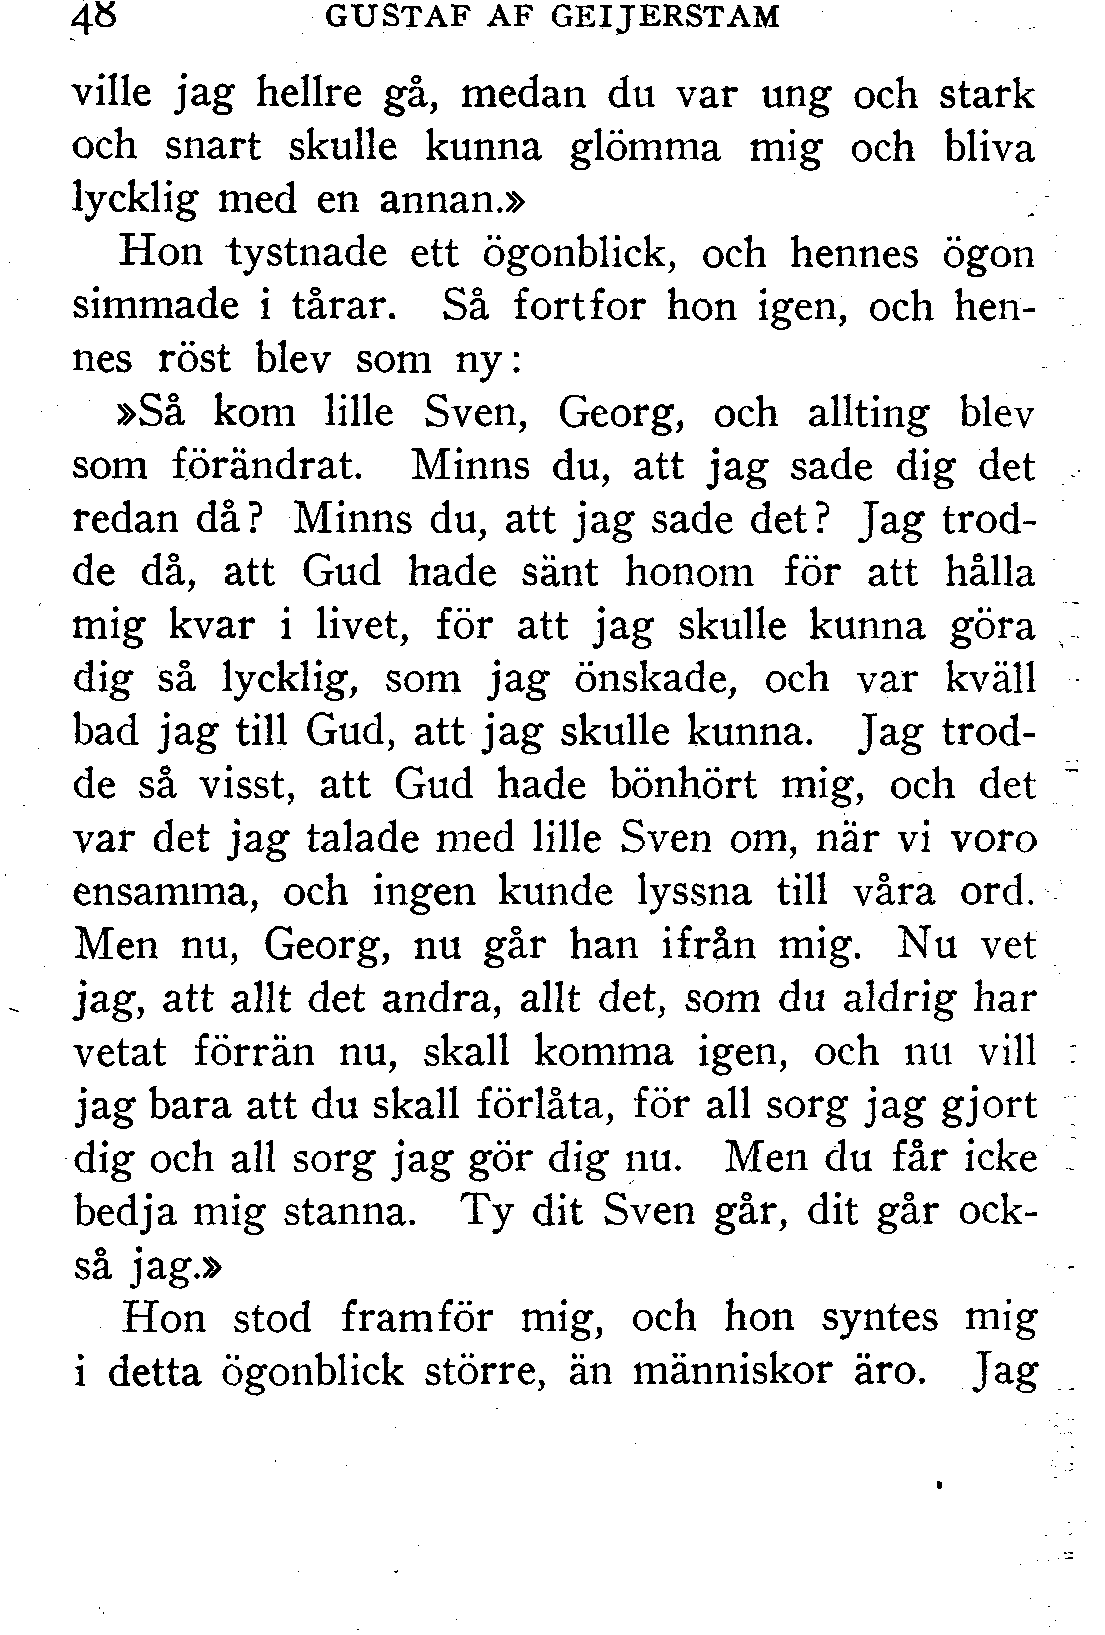 48 GUSTAF AF GEIJERSTAM
ville jag hellre gå, medan du var ung och stark
och snart skulle kunna glömma mig och bliva
lycklig med en annan.»
Hon tystnade ett ögonblick, och hennes ögon
simmade i tårar. Så fortfor hon igen, och hen-
nes röst blev som ny:
»Så kom lille Sven, Georg, och allting blev
som förändrat. Minns du, att jag sade dig det
redan då? Minns du, att jag sade det? Jag trod-
de då, att Gud hade sänt honom för att hålla
mig kvar i livet, för att jag skulle kunna göra
dig så lycklig, som jag önskade, och var kväll
bad jag till Gud, att jag skulle kunna. Jag trod-
de så visst, att Gud hade bönhört mig, och det
var det jag talade med lille Sven om, när vi voro
ensamma, och ingen kunde lyssna till våra ord.
Men nu, Georg, nu går han ifrån mig. Nu vet
jag, att allt det andra, allt det, som du aldrig har
vetat förrän nu, skall komma igen, och nu vill
jag bara att du skall förlåta, för all sorg jag gjort
dig och all sorg jag gör dig nu. Men du får icke
bedja mig stanna. Ty dit Sven går, dit går ock-
så jag.»
Hon stod framför mig, och hon syntes mig
i detta ögonblick större, än människor äro. Jag